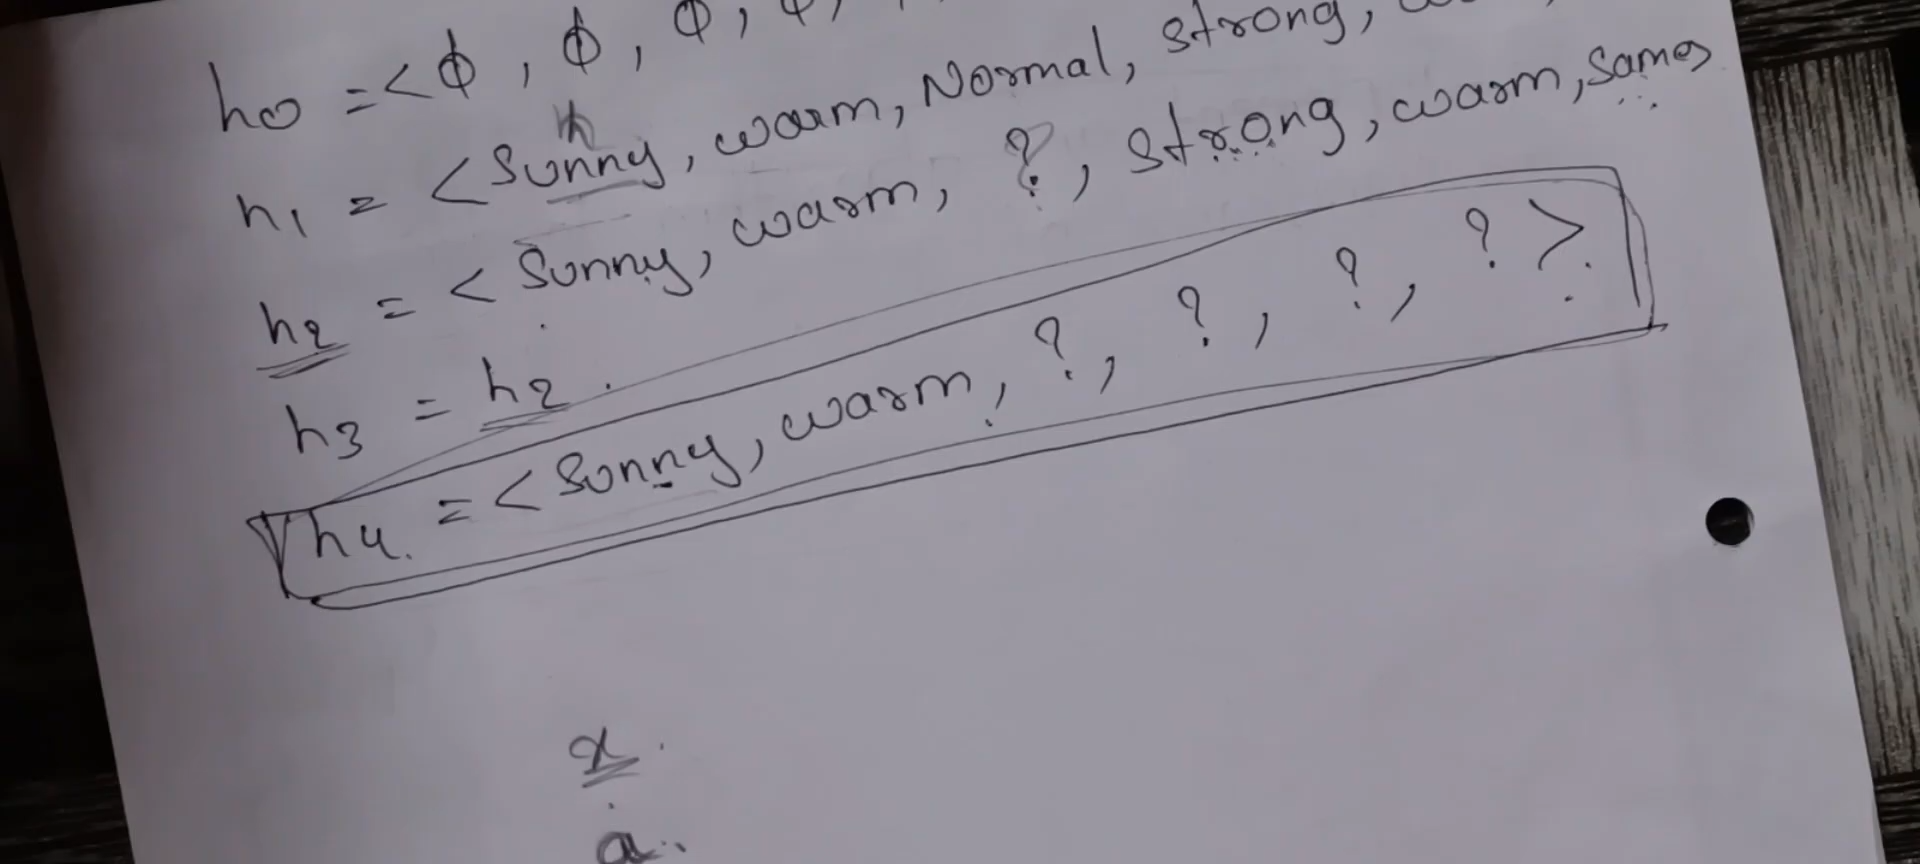 h0 = < ϕ, ϕ, ϕ, ϕ,
h1 = < Sunny, warm, Normal, strong,
h2 = < Sunny, warm, ?, strong, warm, Same>
h3 = h2.
h4. = < Sunny, warm, ?, ?, ?, ? >.
x.
a.